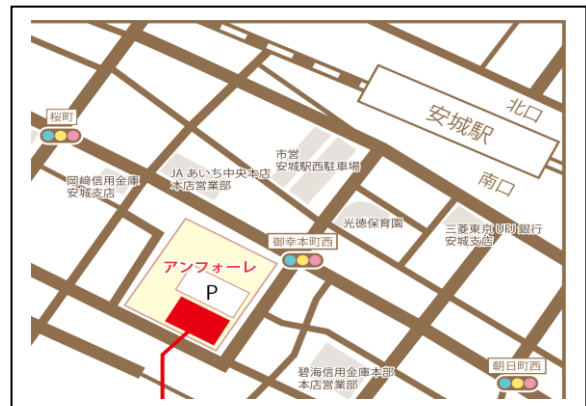 安城駅
北口
南口
桜町
市営
安城駅西駐車場
JAあいち中央本店
本店営業部
岡﨑信用金庫
安城支店
光徳保育園
三菱東京UFJ銀行
安城支店
御幸本町西
アンフォーレ
P
碧海信用金庫本部
本店営業部
朝日町西